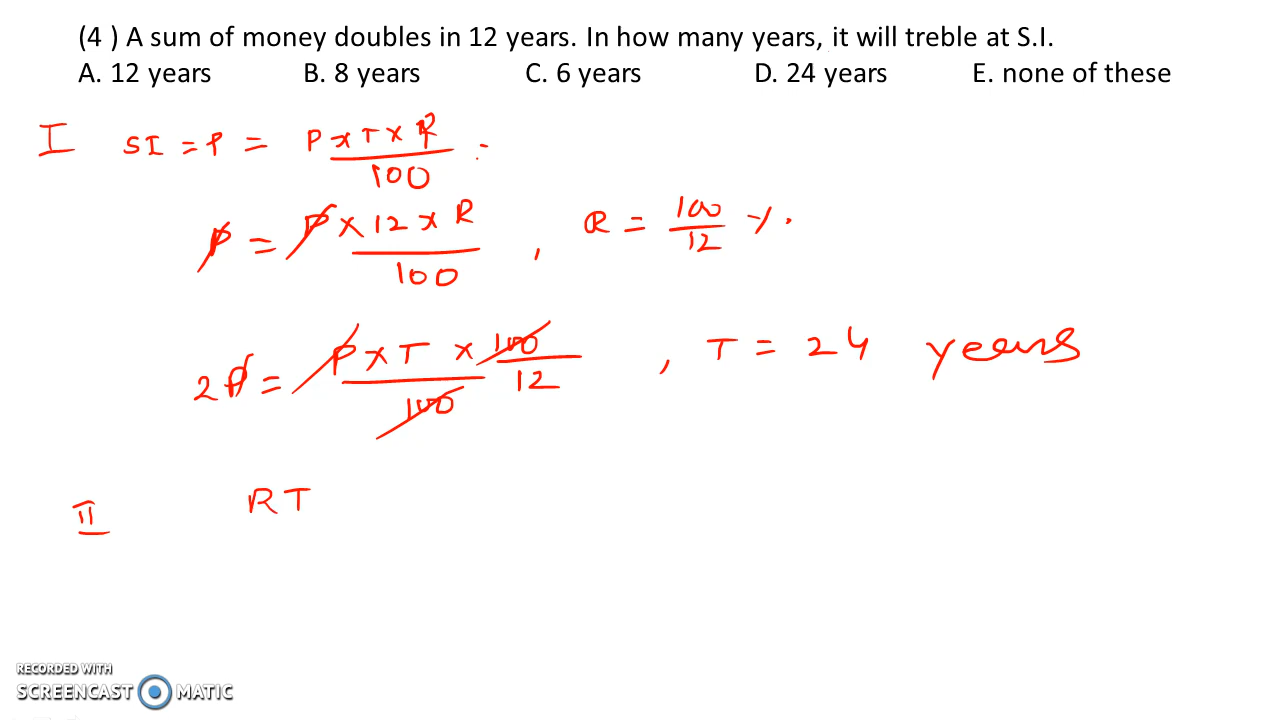 (4 ) A sum of money doubles in 12 years. In how many years, it will treble at S.I.
A. 12 years B. 8 years C. 6 years D. 24 years E. none of these
I SI = P = P x T x R / 100 =
P = P x 12 x R / 100 , R = 100 / 12 %
2P = P x T x 100 / 12 / 100 , T = 24 years
II RT
RECORDED WITH
SCREENCAST MATIC